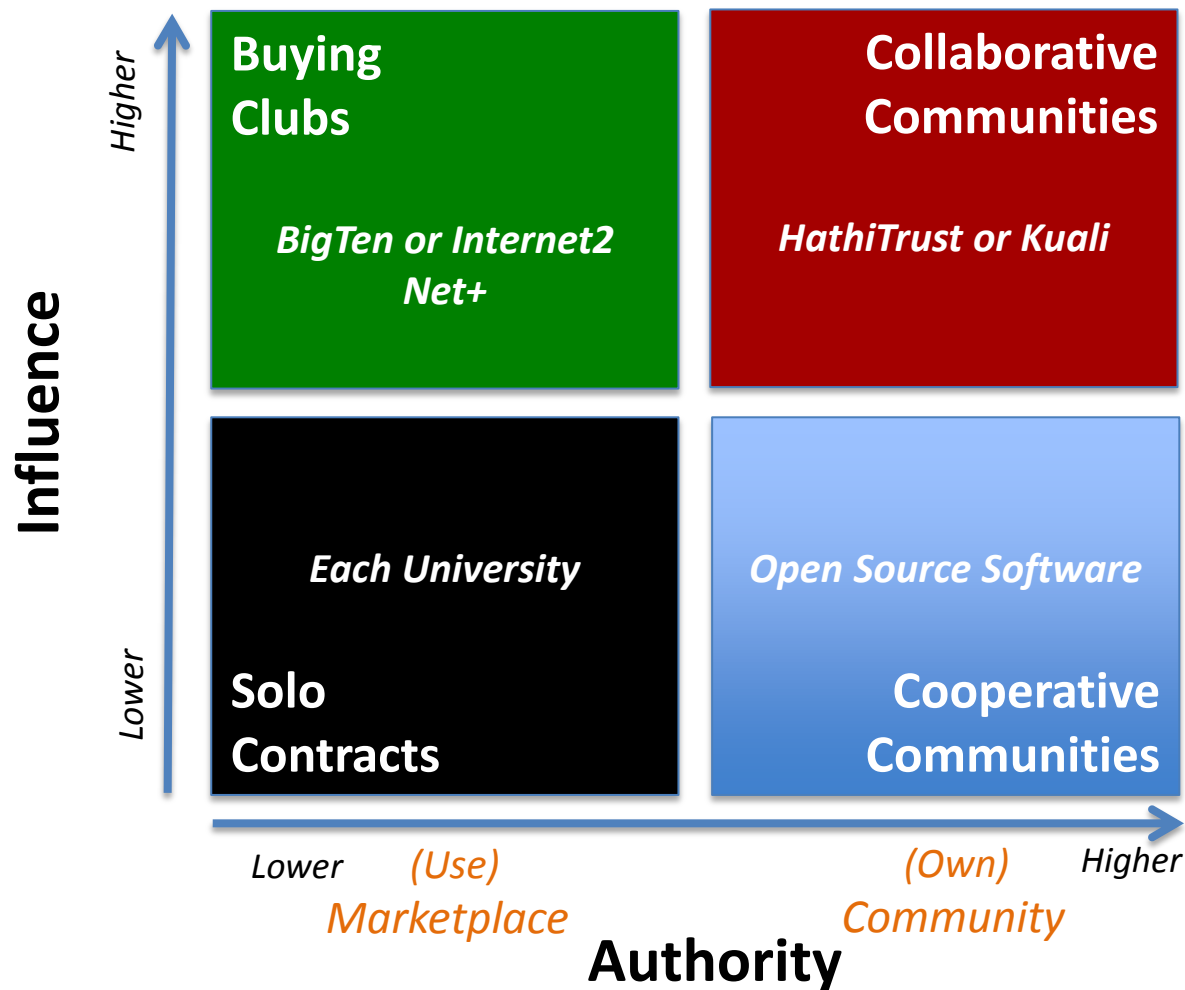 Higher
Influence
Lower
Buying
Clubs
BigTen or Internet2
Net+
Collaborative
Communities
HathiTrust or Kuali
Each University
Solo
Contracts
Open Source Software
Cooperative
Communities
Lower (Use) (Own) Higher
Marketplace Community
Authority